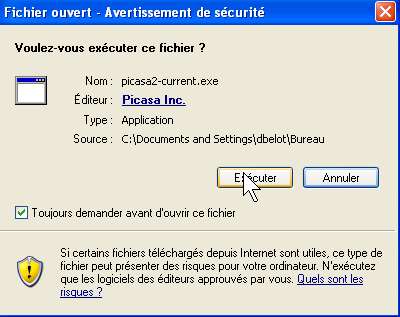 Fichier ouvert - Avertissement de sécurité
Voulez-vous exécuter ce fichier ?
Nom : picasa2-current.exe
Éditeur : Picasa Inc.
Type : Application
Source : C:\Documents and Settings\dbelot\Bureau
Exécuter Annuler
Toujours demander avant d'ouvrir ce fichier
Si certains fichiers téléchargés depuis Internet sont utiles, ce type de
fichier peut présenter des risques pour votre ordinateur. N'exécutez
que les logiciels des éditeurs approuvés par vous. Quels sont les
risques ?